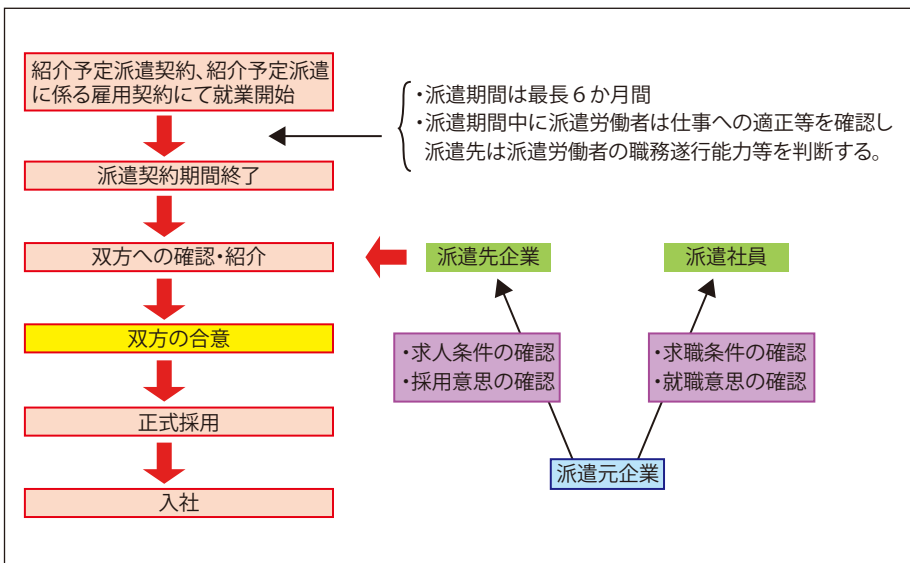 紹介予定派遣契約、紹介予定派遣
に係る雇用契約にて就業開始
・派遣期間は最長６か月間
・派遣期間中に派遣労働者は仕事への適正等を確認し
派遣先は派遣労働者の職務遂行能力等を判断する。
派遣契約期間終了
双方への確認・紹介
派遣先企業
派遣社員
双方の合意
・求人条件の確認
・採用意思の確認
・求職条件の確認
・就職意思の確認
正式採用
派遣元企業
入社